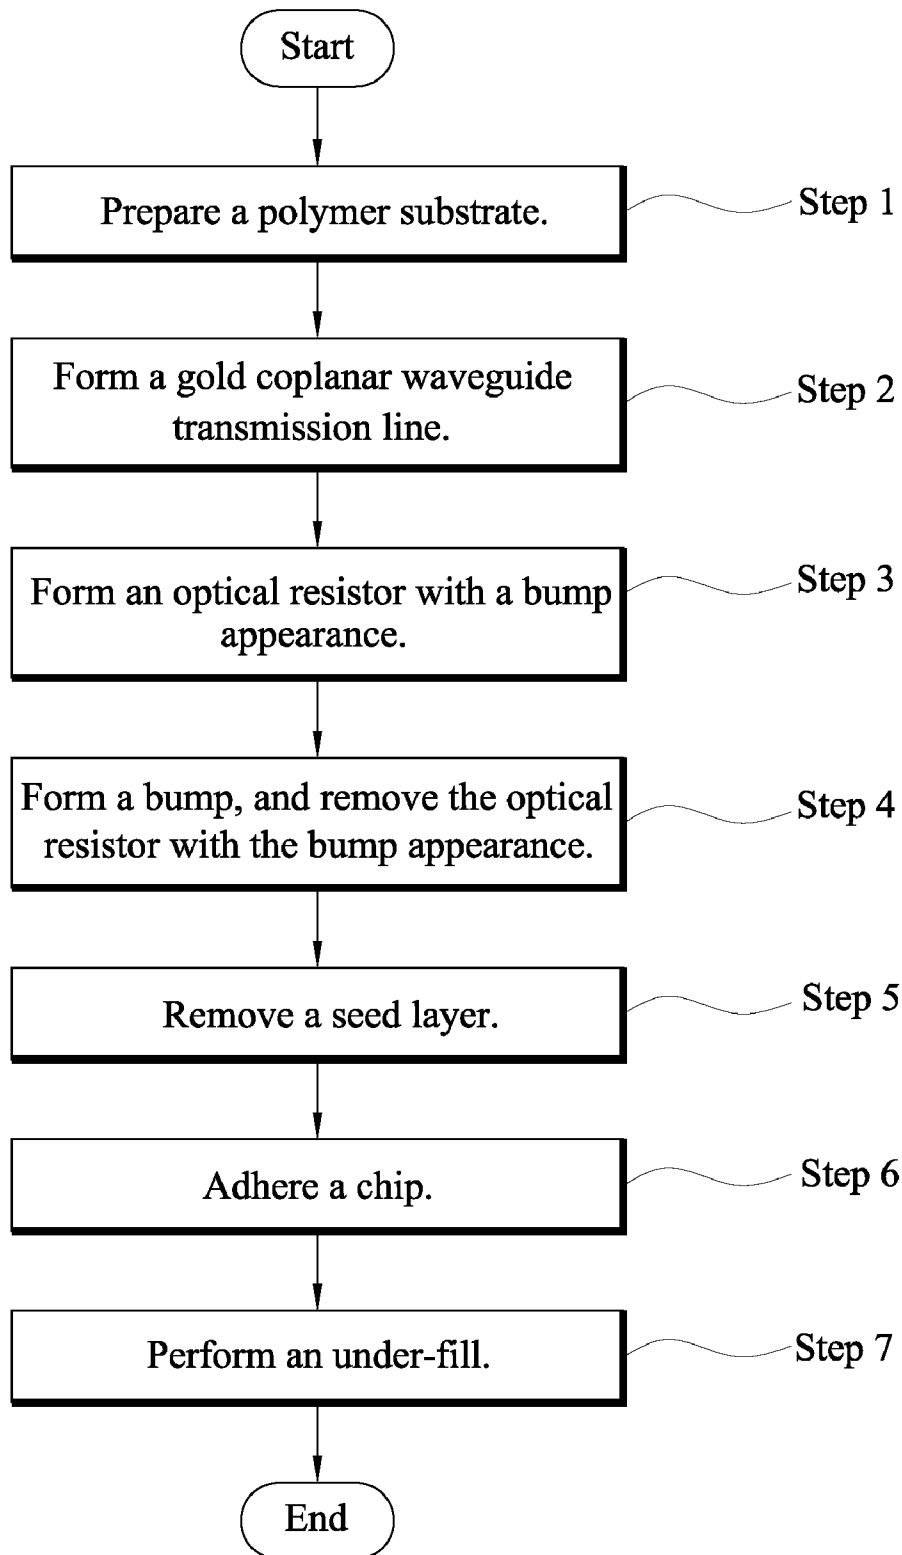 Start
Prepare a polymer substrate.
Step 1
Form a gold coplanar waveguide
transmission line.
Step 2
Form an optical resistor with a bump
appearance.
Step 3
Form a bump, and remove the optical
resistor with the bump appearance.
Step 4
Remove a seed layer.
Step 5
Adhere a chip.
Step 6
Perform an under-fill.
Step 7
End